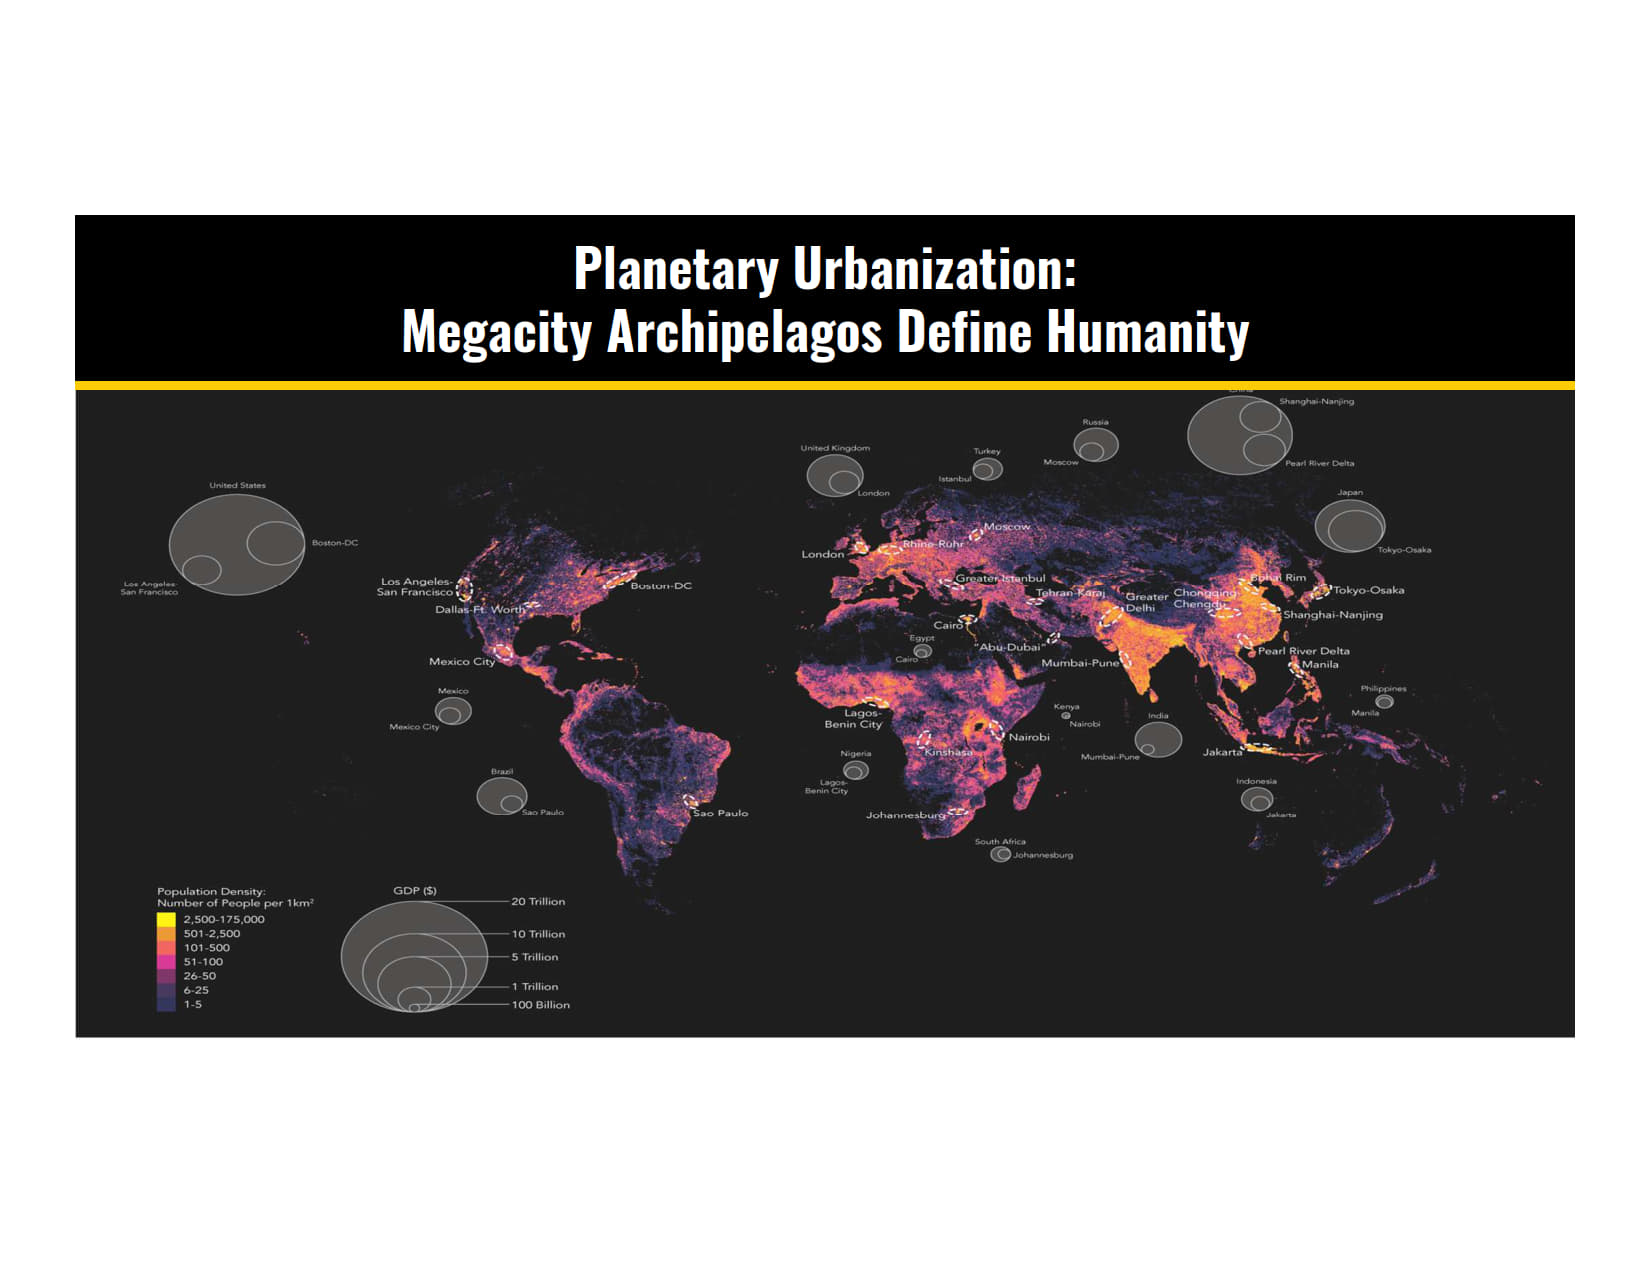 Planetary Urbanization:
Megacity Archipelagos Define Humanity
Shanghai-Nanjing
Pearl River Delta
Russia
Moscow
United Kingdom
London
Turkey
Istanbul
Japan
Tokyo-Osaka
United States
Boston-DC
Los Angeles-
San Francisco
Los Angeles-
San Francisco
Boston-DC
Dallas-Ft. Worth
Mexico City
Mexico
Mexico City
Brazil
Sao Paulo
Sao Paulo
London
Rhine-Ruhr
Moscow
Greater Istanbul
Tehran-Karaj
Greater
Delhi
Chongqing-
Chengdu
Bohai Rim
Tokyo-Osaka
Shanghai-Nanjing
Cairo
Egypt
Cairo
"Abu-Dubai"
Mumbai-Pune
Pearl River Delta
Manila
Philippines
Manila
Lagos-
Benin City
Kinshasa
Nairobi
Kenya
Nairobi
India
Mumbai-Pune
Jakarta
Indonesia
Jakarta
Nigeria
Lagos-
Benin City
Johannesburg
South Africa
Johannesburg
Population Density:
Number of People per 1km²
2,500-175,000
501-2,500
101-500
51-100
26-50
6-25
1-5
GDP ($)
20 Trillion
10 Trillion
5 Trillion
1 Trillion
100 Billion